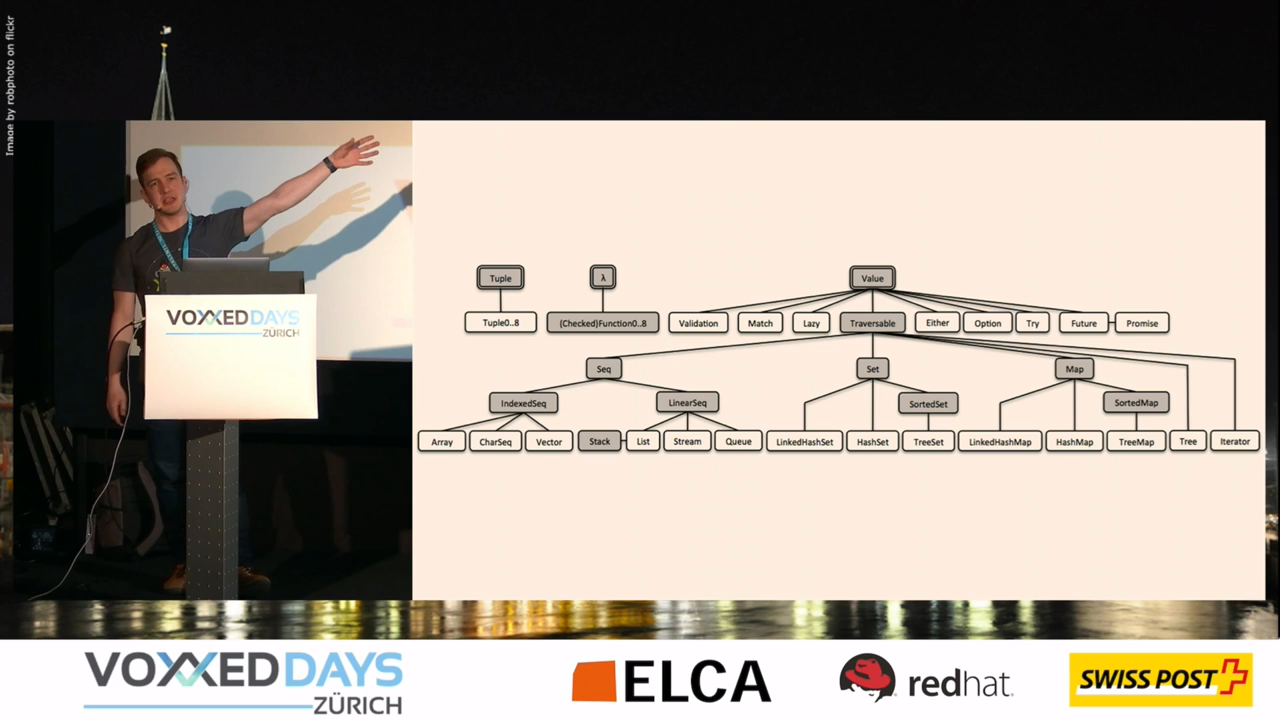 Image by robphoto on flickr
VOXXEDDAYS
ZÜRICH
Tuple
λ
Value
Tuple0..8
(Checked)Function0..8
Validation
Match
Lazy
Traversable
Either
Option
Try
Future
Promise
Seq
Set
Map
IndexedSeq
LinearSeq
SortedSet
SortedMap
Array
CharSeq
Vector
Stack
List
Stream
Queue
LinkedHashSet
HashSet
TreeSet
LinkedHashMap
HashMap
TreeMap
Tree
Iterator
VOXXEDDAYS
ZÜRICH
ELCA
redhat.
SWISS POST